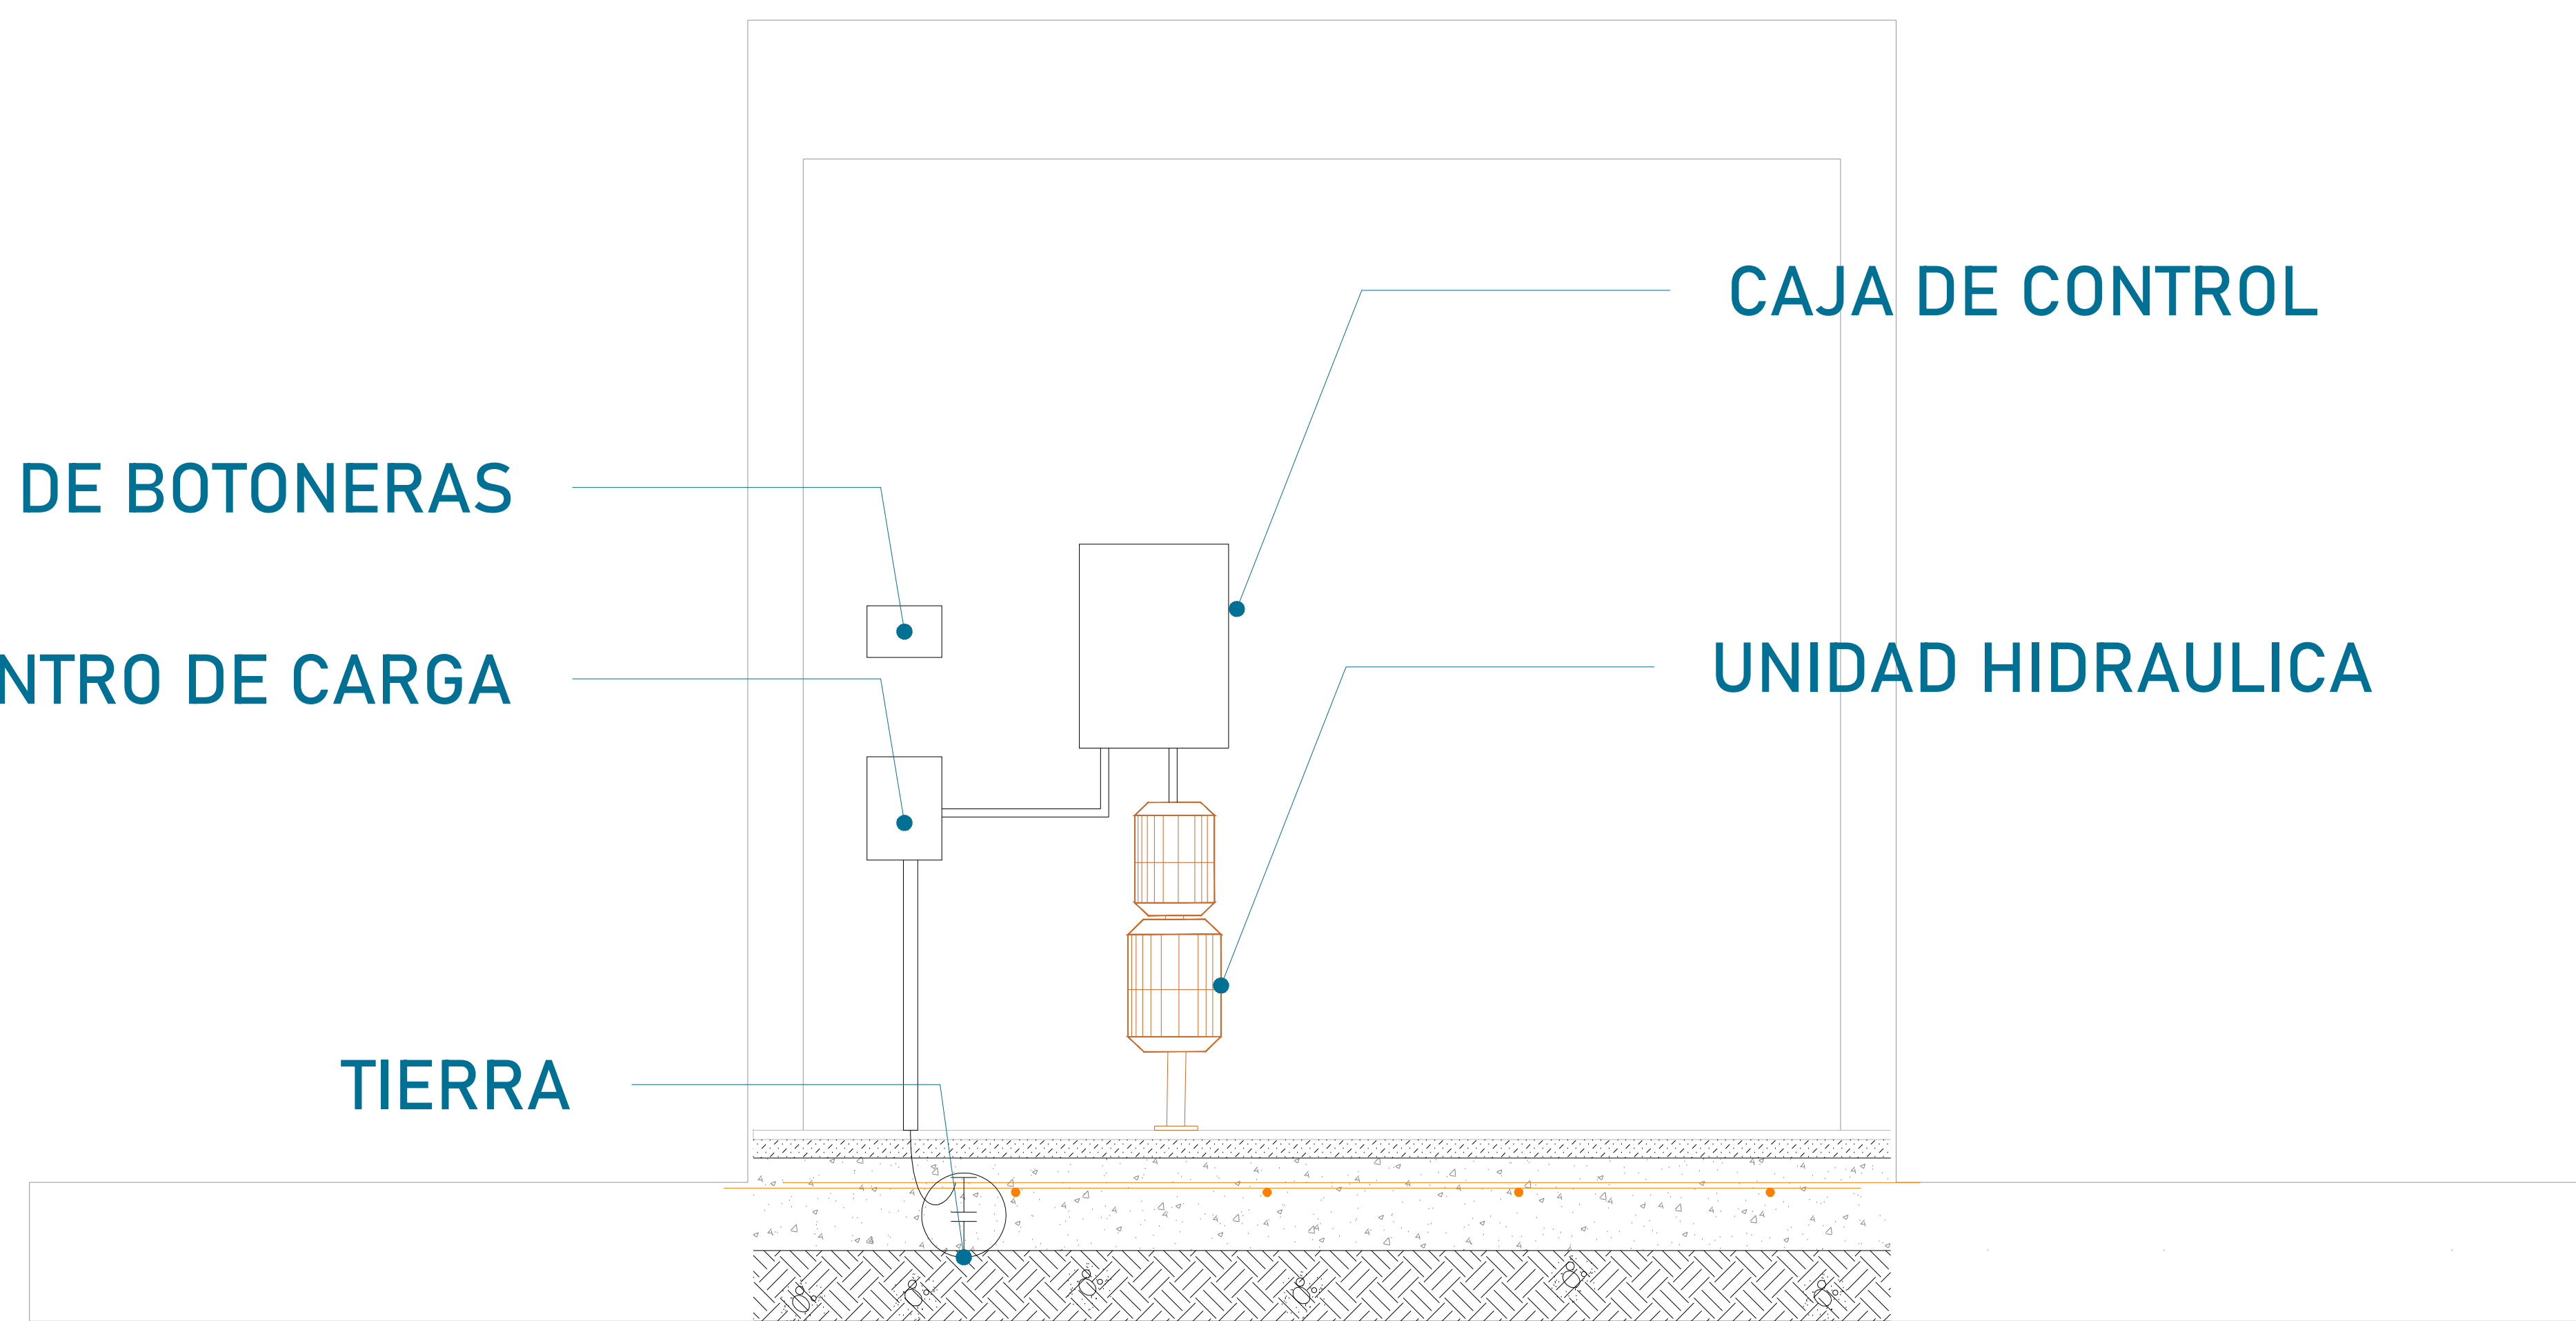 CAJA DE CONTROL
DE BOTONERAS
UNIDAD HIDRAULICA
NTRO DE CARGA
TIERRA